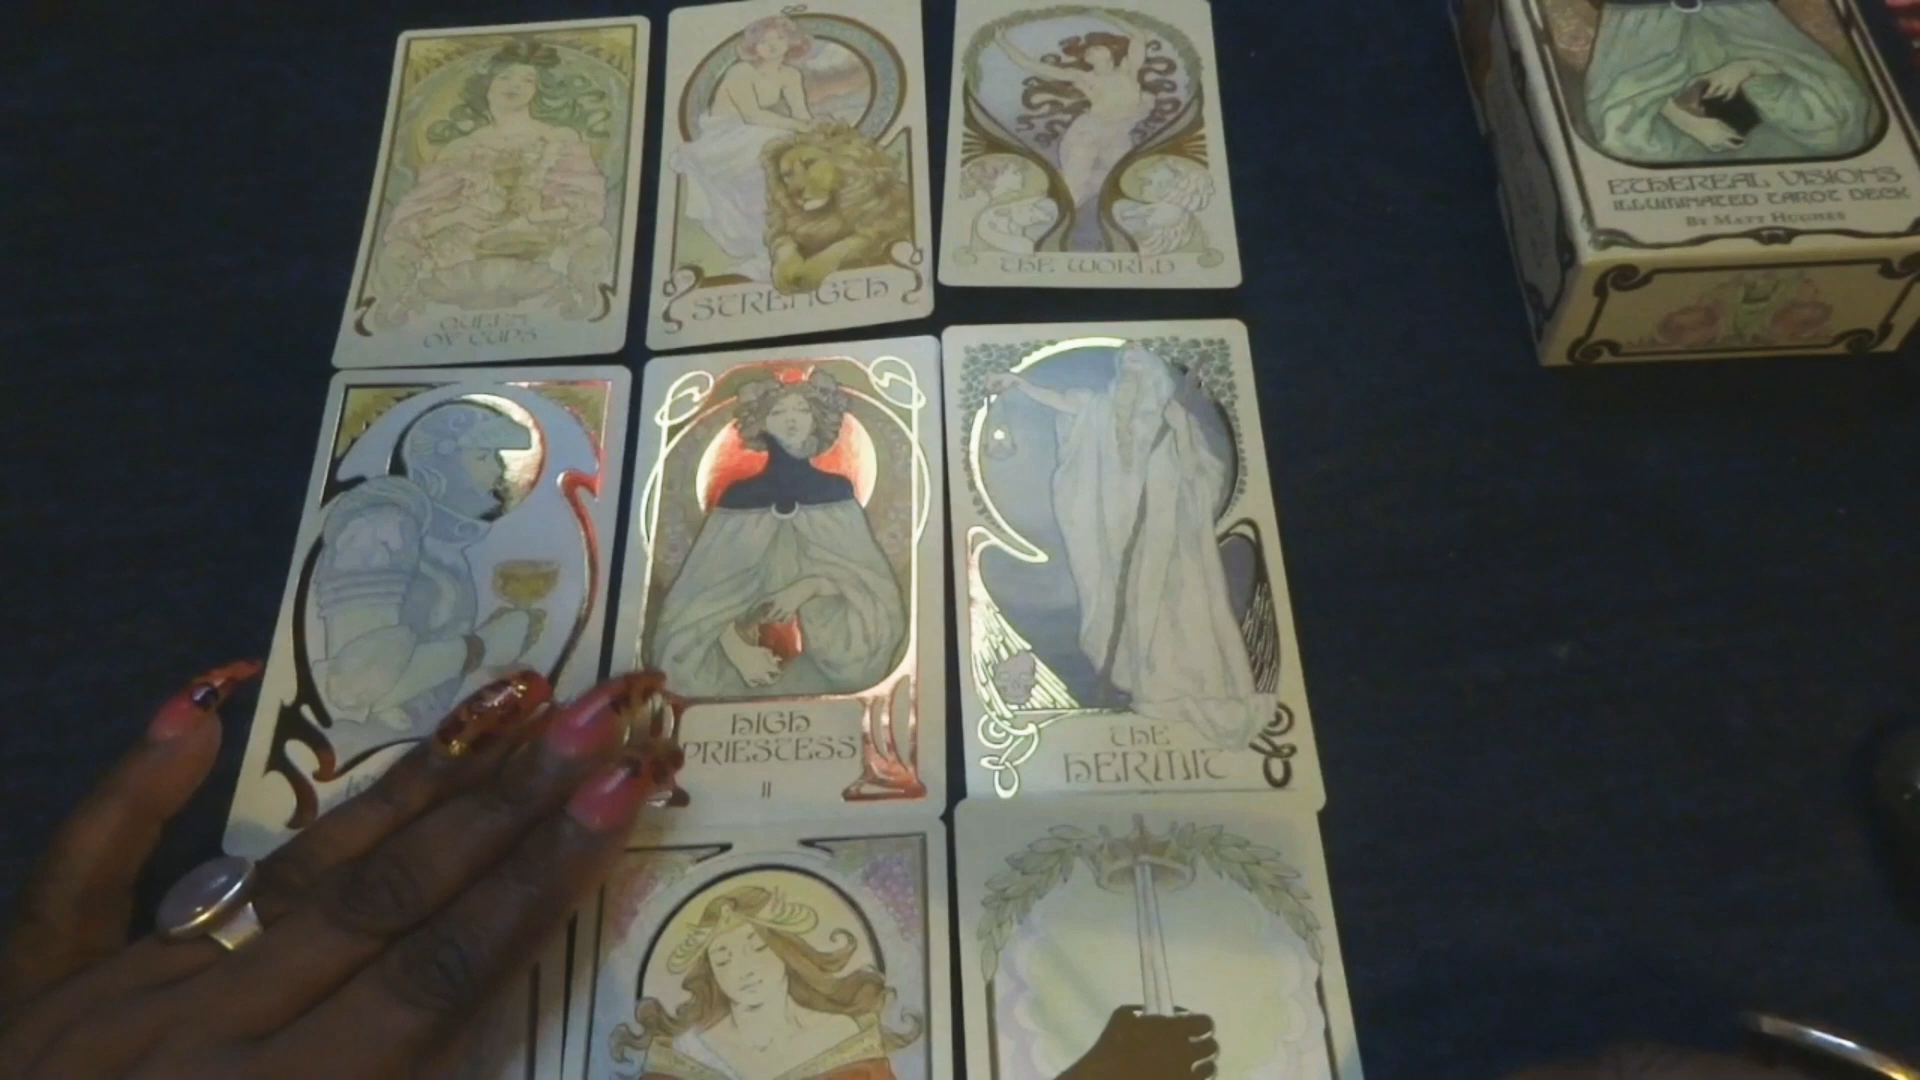 QUEEN
OF CUPS
STRENGTH
THE WORLD
ETHEREAL VISIONS
ILLUMINATED TAROT DECK
BY MATT HUGHES
HIGH
PRIESTESS
II
THE
HERMIT